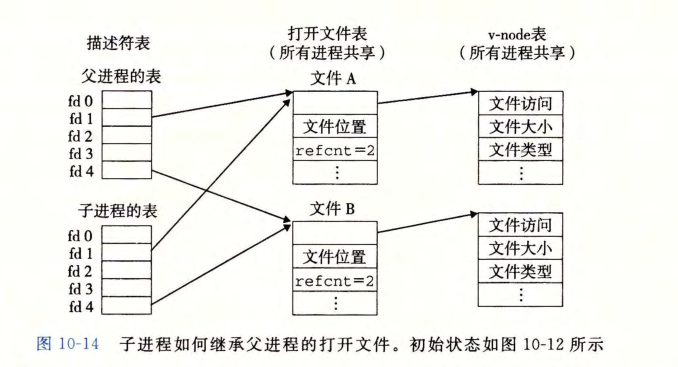 描述符表
打开文件表
（所有进程共享）
v-node表
（所有进程共享）
父进程的表
fd 0
fd 1
fd 2
fd 3
fd 4
文件 A
文件位置
refcnt=2
⋮
文件访问
文件大小
文件类型
⋮
子进程的表
fd 0
fd 1
fd 2
fd 3
fd 4
文件 B
文件位置
refcnt=2
⋮
文件访问
文件大小
文件类型
⋮
图 10-14 子进程如何继承父进程的打开文件。初始状态如图 10-12 所示